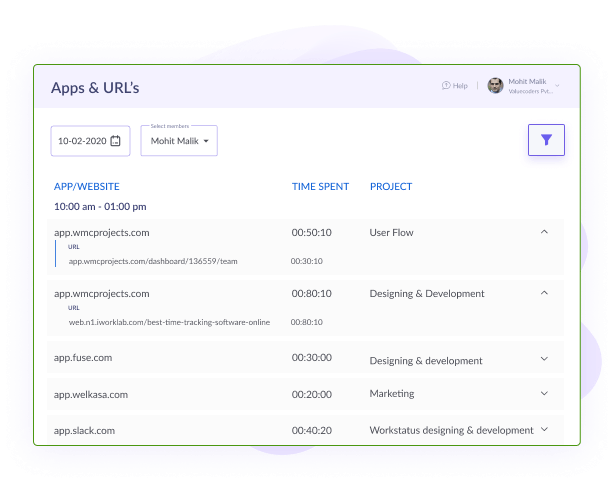 Apps & URL's
Help
Mohit Malik
Valuecoders Pvt...
10-02-2020
Select members
Mohit Malik
APP/WEBSITE TIME SPENT PROJECT
10:00 am - 01:00 pm
app.wmcprojects.com 00:50:10 User Flow
URL
app.wmcprojects.com/dashboard/136559/team 00:30:10
app.wmcprojects.com 00:80:10 Designing & Development
URL
web.n1.iworklab.com/best-time-tracking-software-online 00:80:10
app.fuse.com 00:30:00 Designing & development
app.welkasa.com 00:20:00 Marketing
app.slack.com 00:40:20 Workstatus designing & development